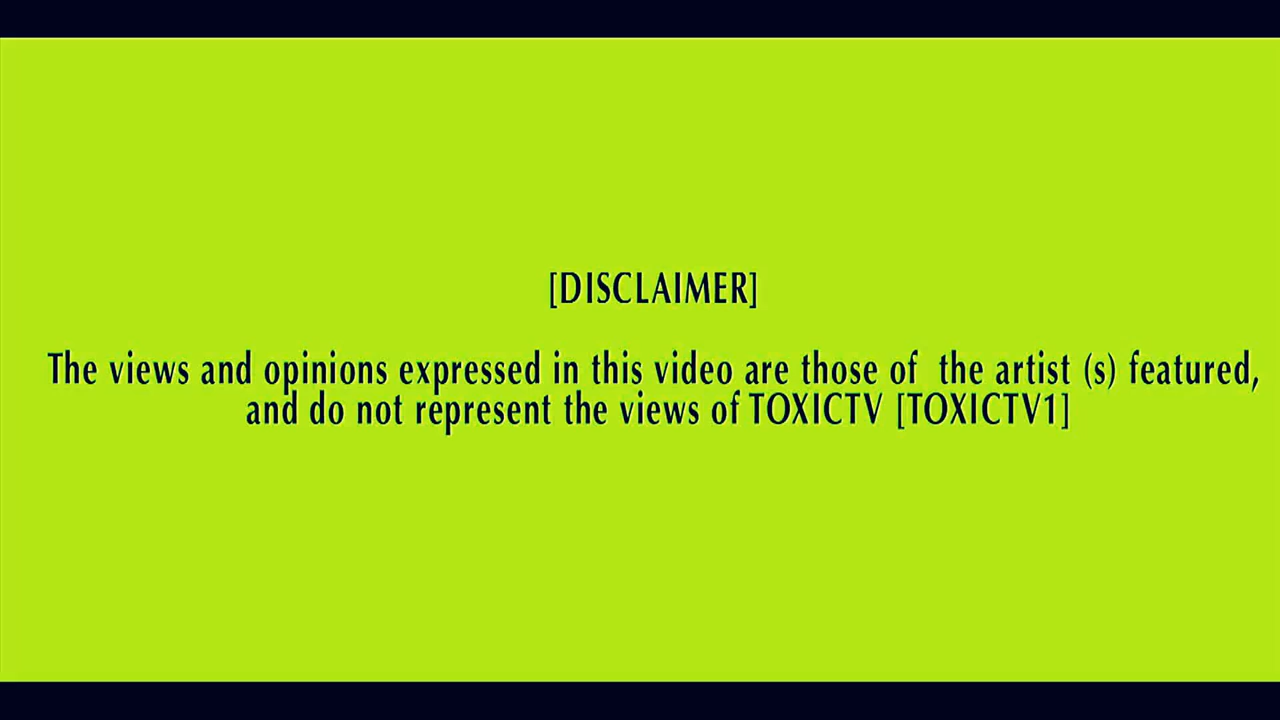 [DISCLAIMER]
The views and opinions expressed in this video are those of  the artist (s) featured,
and do not represent the views of TOXICTV [TOXICTV1]